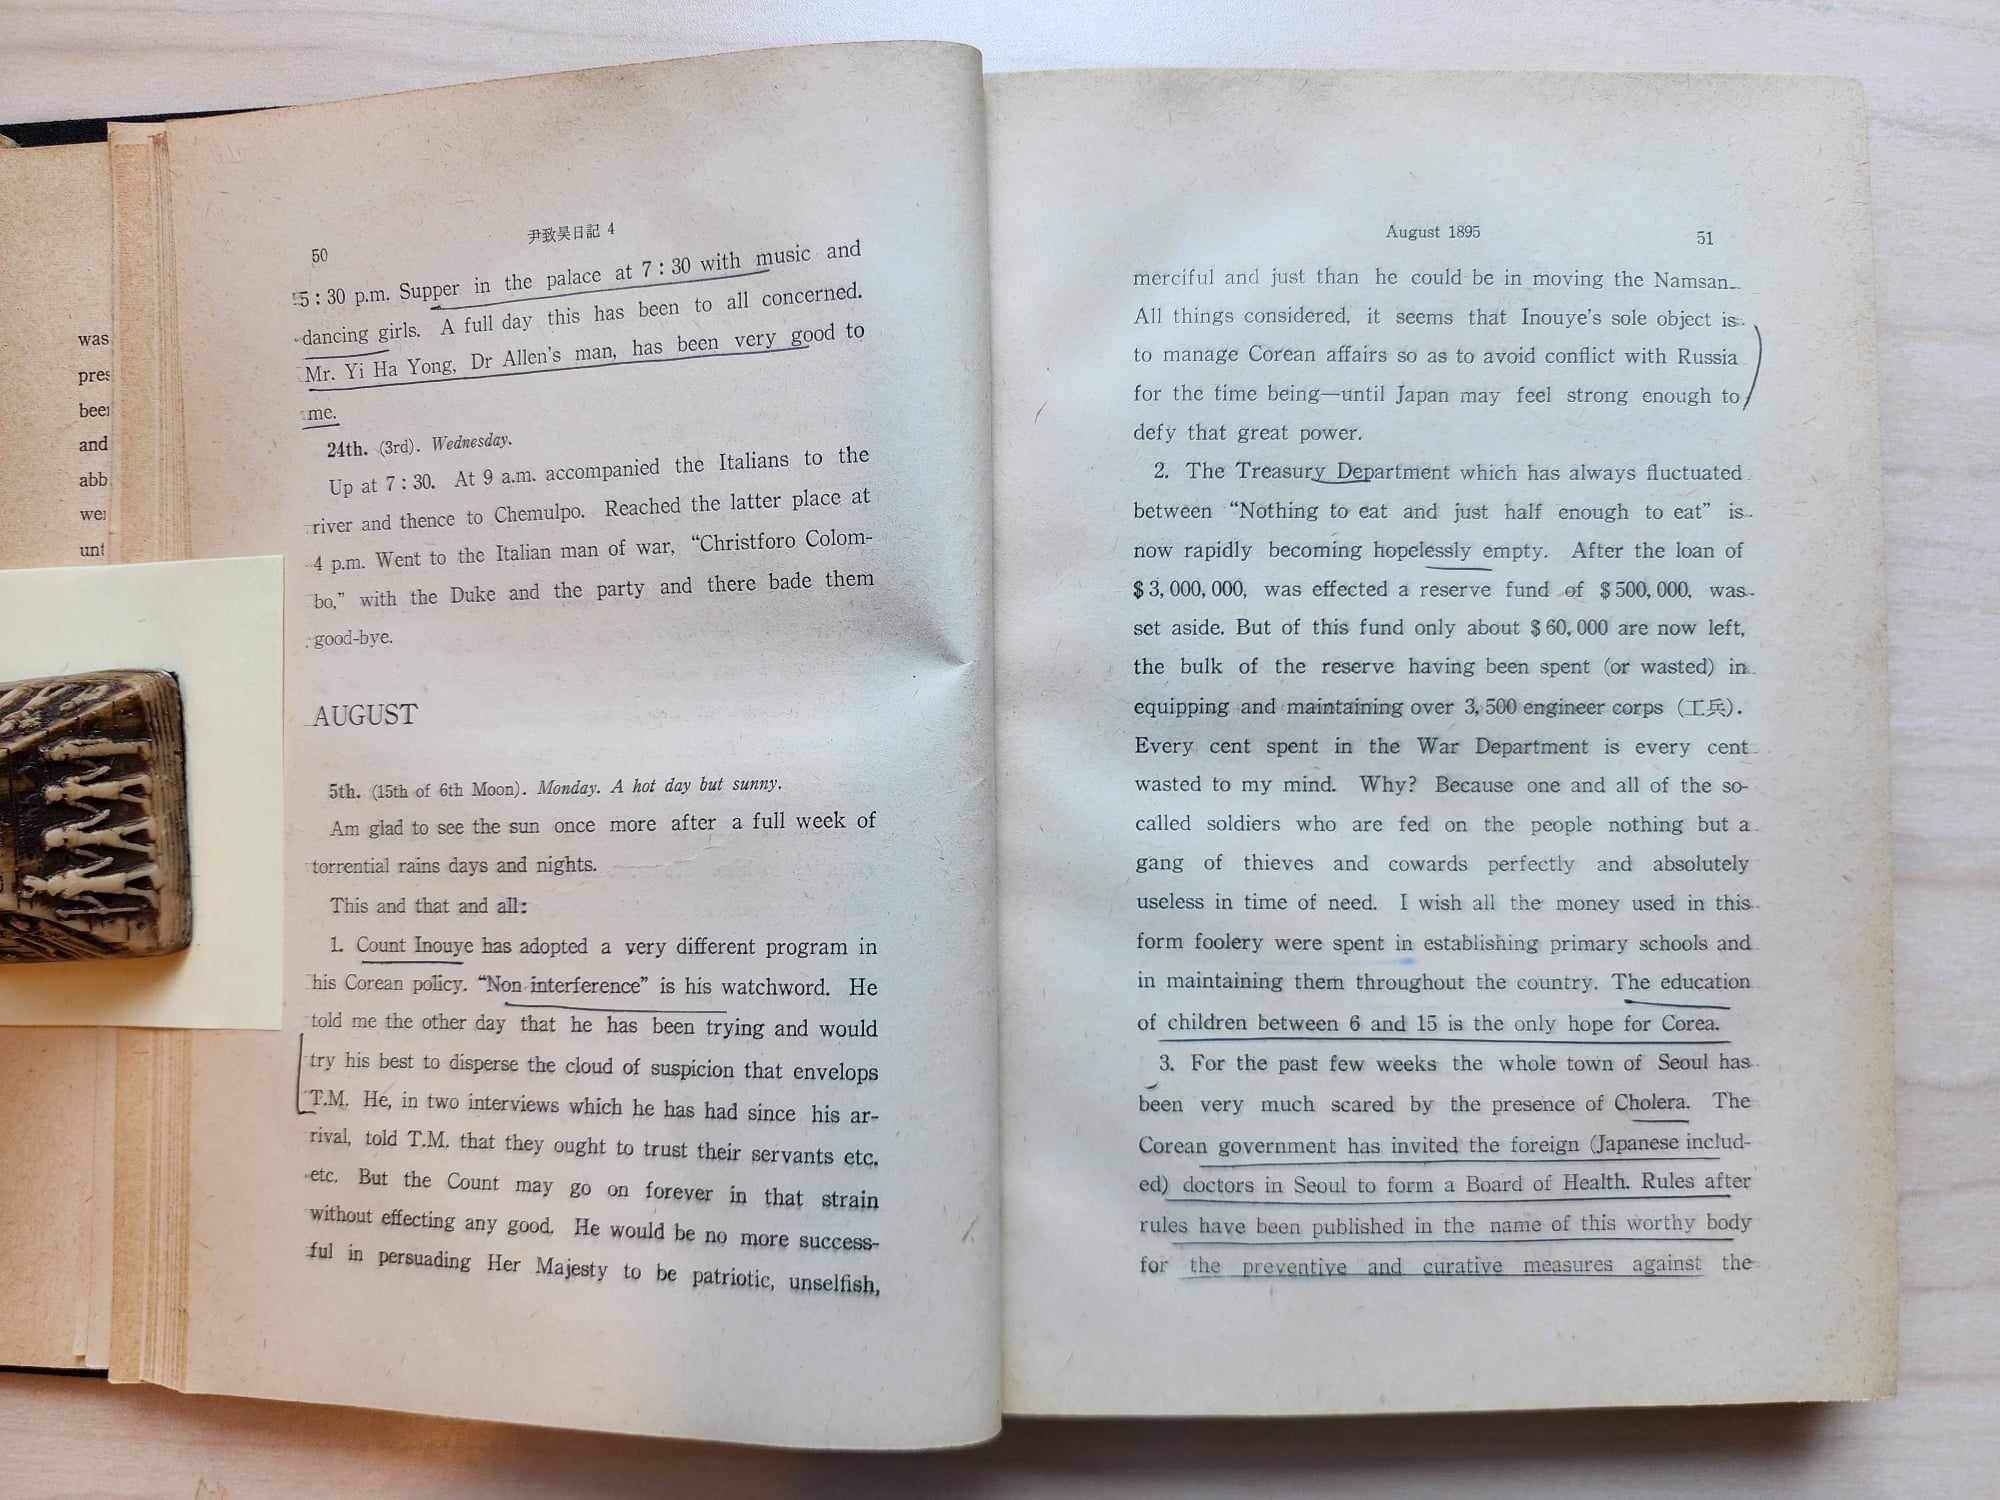 was
pres
been
and
abb
wer
unt
50
尹致昊日記 4
5 : 30 p.m. Supper in the palace at 7 : 30 with music and
dancing girls. A full day this has been to all concerned.
Mr. Yi Ha Yong, Dr Allen's man, has been very good to
me.
24th. (3rd). Wednesday.
Up at 7 : 30. At 9 a.m. accompanied the Italians to the
river and thence to Chemulpo. Reached the latter place at
4 p.m. Went to the Italian man of war, “Christforo Colom-
bo,” with the Duke and the party and there bade them
good-bye.
AUGUST
5th. (15th of 6th Moon). Monday. A hot day but sunny.
Am glad to see the sun once more after a full week of
torrential rains days and nights.
This and that and all:
1. Count Inouye has adopted a very different program in
his Corean policy. “Non interference” is his watchword. He
told me the other day that he has been trying and would
try his best to disperse the cloud of suspicion that envelops
T.M. He, in two interviews which he has had since his ar-
rival, told T.M. that they ought to trust their servants etc.
etc. But the Count may go on forever in that strain
without effecting any good. He would be no more success-
ful in persuading Her Majesty to be patriotic, unselfish,
August 1895
51
merciful and just than he could be in moving the Namsan.
All things considered, it seems that Inouye's sole object is
to manage Corean affairs so as to avoid conflict with Russia
for the time being—until Japan may feel strong enough to
defy that great power.
2. The Treasury Department which has always fluctuated
between “Nothing to eat and just half enough to eat” is
now rapidly becoming hopelessly empty. After the loan of
$ 3, 000, 000, was effected a reserve fund of $ 500, 000, was
set aside. But of this fund only about $ 60, 000 are now left,
the bulk of the reserve having been spent (or wasted) in
equipping and maintaining over 3, 500 engineer corps (工兵).
Every cent spent in the War Department is every cent
wasted to my mind. Why? Because one and all of the so-
called soldiers who are fed on the people nothing but a
gang of thieves and cowards perfectly and absolutely
useless in time of need. I wish all the money used in this
form foolery were spent in establishing primary schools and
in maintaining them throughout the country. The education
of children between 6 and 15 is the only hope for Corea.
3. For the past few weeks the whole town of Seoul has
been very much scared by the presence of Cholera. The
Corean government has invited the foreign (Japanese includ-
ed) doctors in Seoul to form a Board of Health. Rules after
rules have been published in the name of this worthy body
for the preventive and curative measures against the